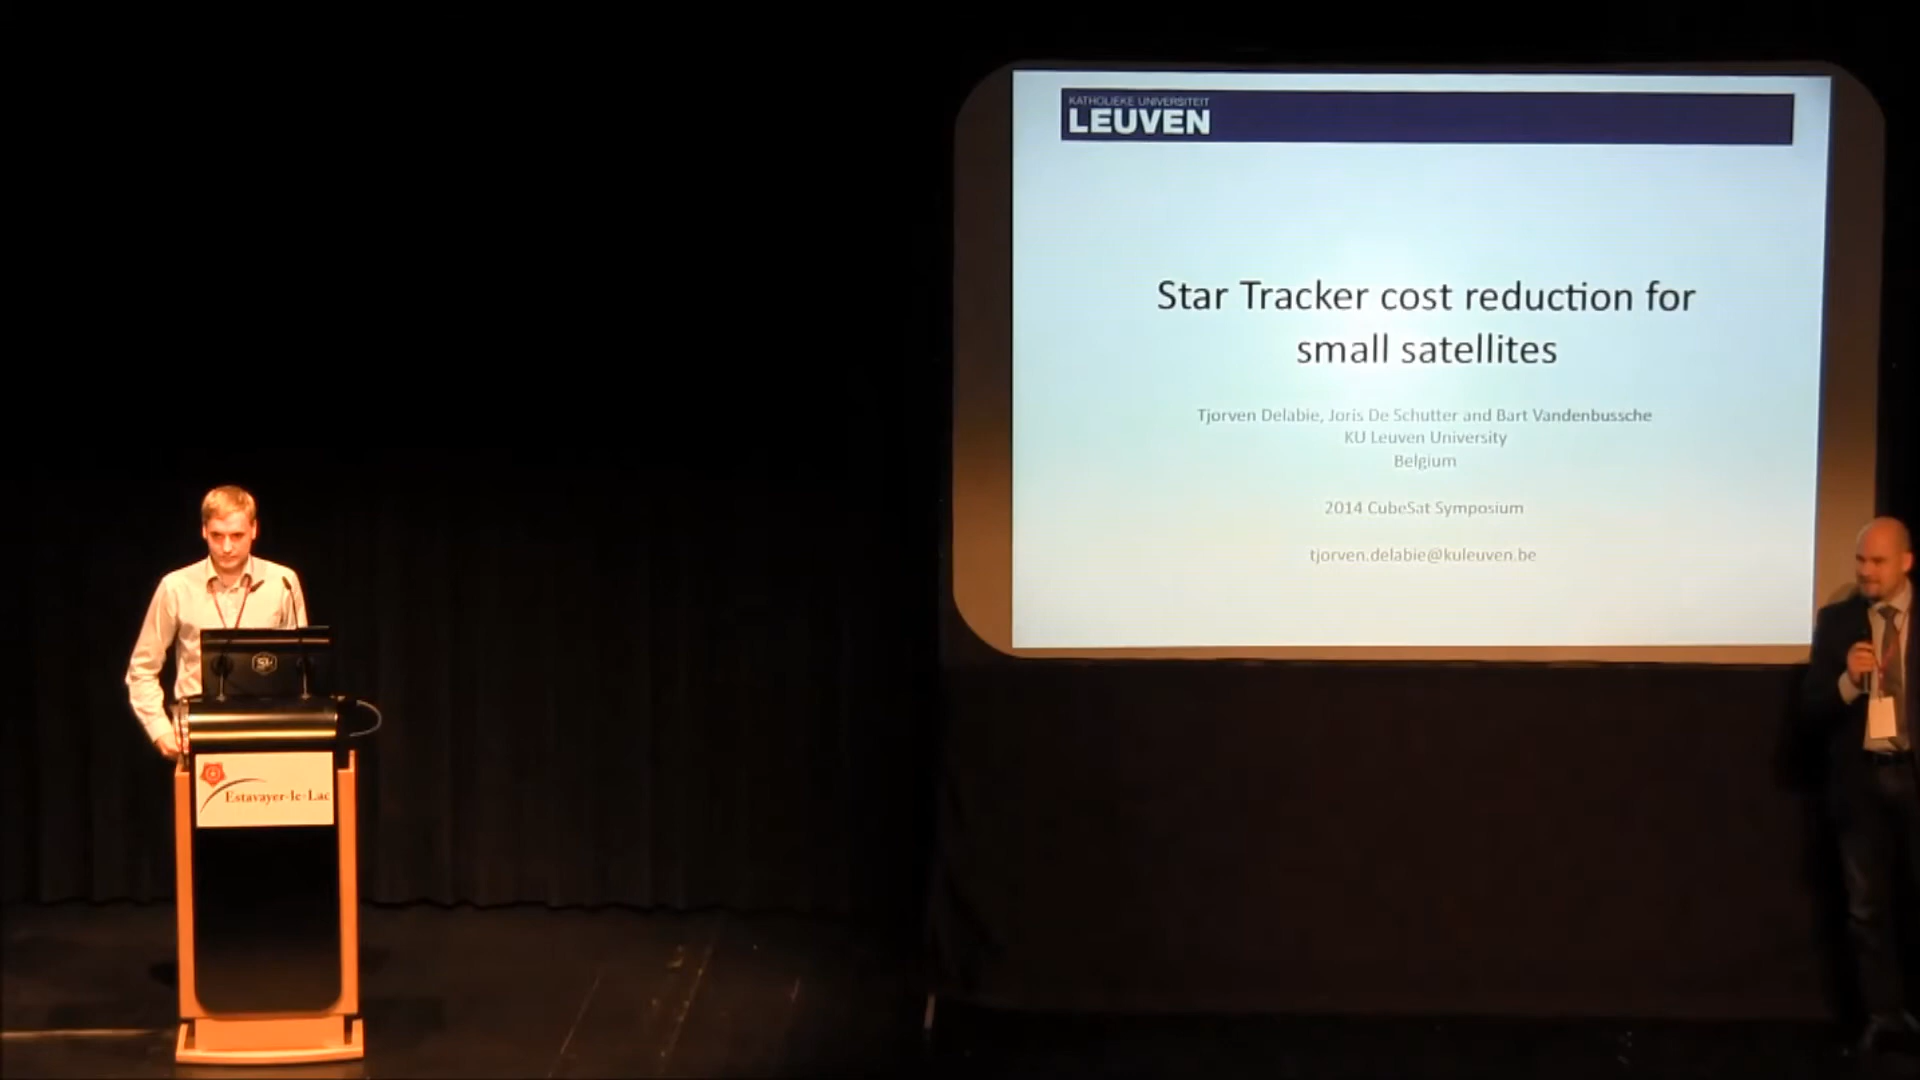 KATHOLIEKE UNIVERSITEIT
LEUVEN
Star Tracker cost reduction for
small satellites
Tjorven Delabie, Joris De Schutter and Bart Vandenbussche
KU Leuven University
Belgium
2014 CubeSat Symposium
tjorven.delabie@kuleuven.be
Estavayer-le-Lac